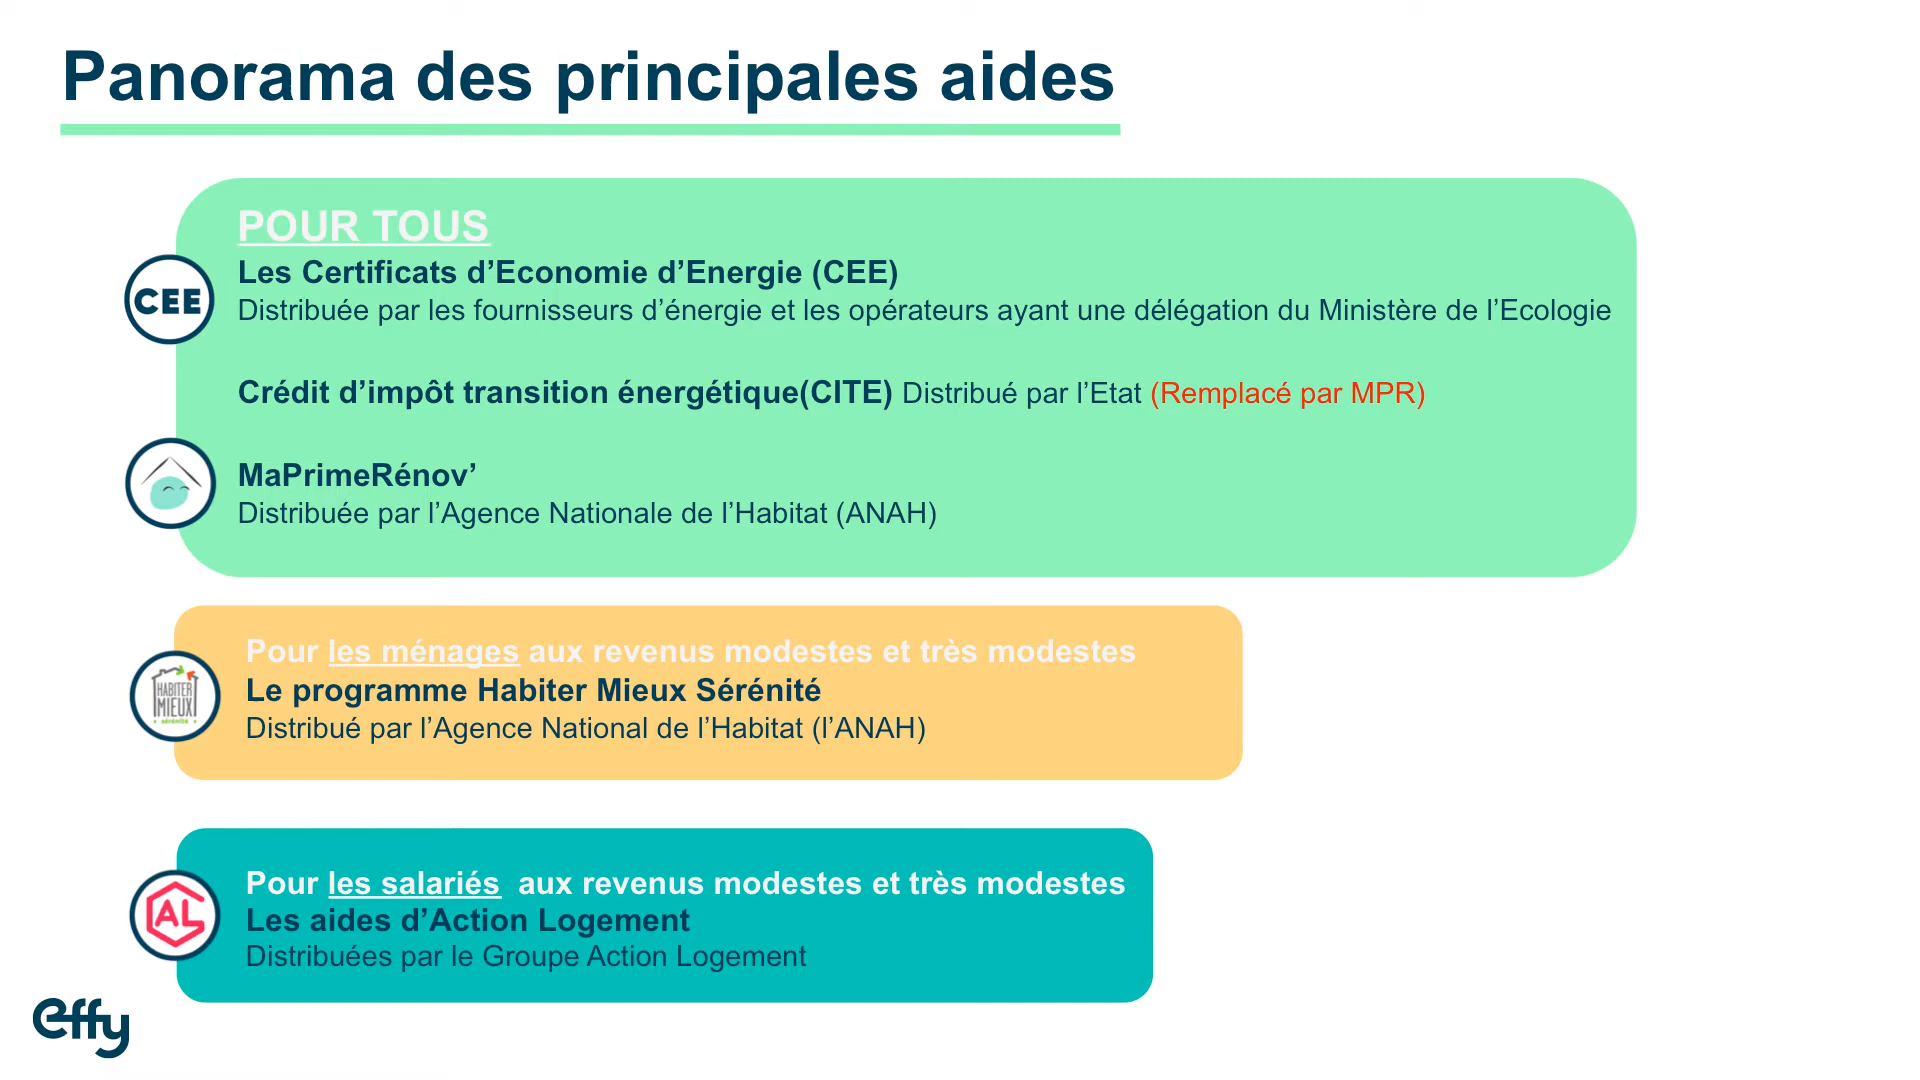 Panorama des principales aides
POUR TOUS
Les Certificats d’Economie d’Energie (CEE)
CEE
Distribuée par les fournisseurs d’énergie et les opérateurs ayant une délégation du Ministère de l’Ecologie
Crédit d’impôt transition énergétique(CITE) Distribué par l’Etat (Remplacé par MPR)
MaPrimeRénov’
Distribuée par l’Agence Nationale de l’Habitat (ANAH)
Pour les ménages aux revenus modestes et très modestes
HABITER
MIEUX
sérénité
Le programme Habiter Mieux Sérénité
Distribué par l’Agence National de l’Habitat (l’ANAH)
Pour les salariés  aux revenus modestes et très modestes
AL
Les aides d’Action Logement
Distribuées par le Groupe Action Logement
effy